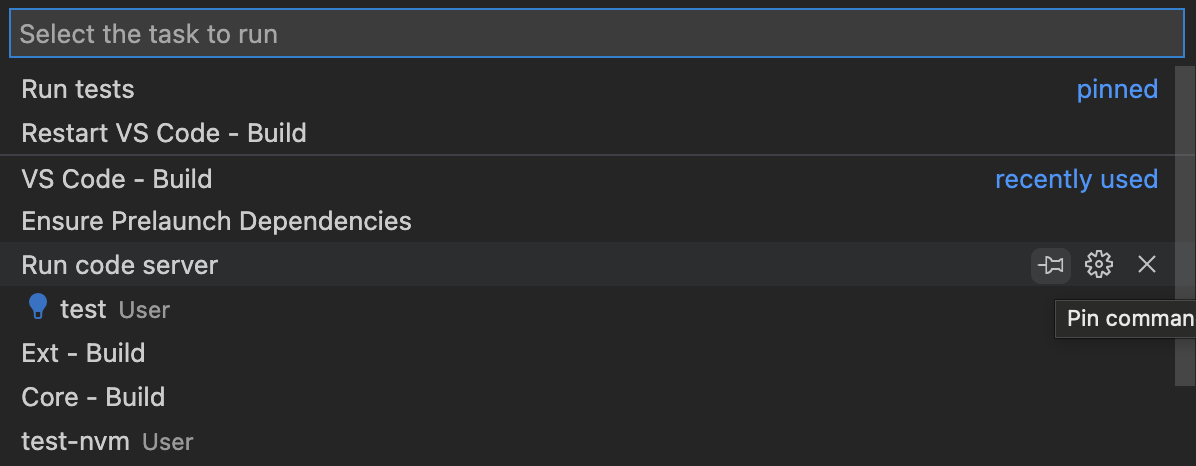 Select the task to run
Run tests pinned
Restart VS Code - Build
VS Code - Build recently used
Ensure Prelaunch Dependencies
Run code server
test User
Pin comman
Ext - Build
Core - Build
test-nvm User